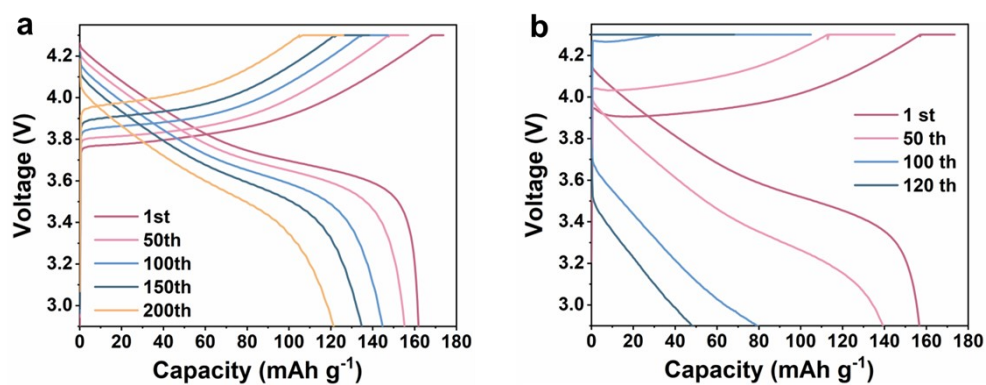 a
4.2
4.0
3.8
3.6
3.4
3.2
3.0
Voltage (V)
1st
50th
100th
150th
200th
0 20 40 60 80 100 120 140 160 180
Capacity (mAh g⁻¹)
b
4.2
4.0
3.8
3.6
3.4
3.2
3.0
Voltage (V)
1 st
50 th
100 th
120 th
0 20 40 60 80 100 120 140 160 180
Capacity (mAh g⁻¹)